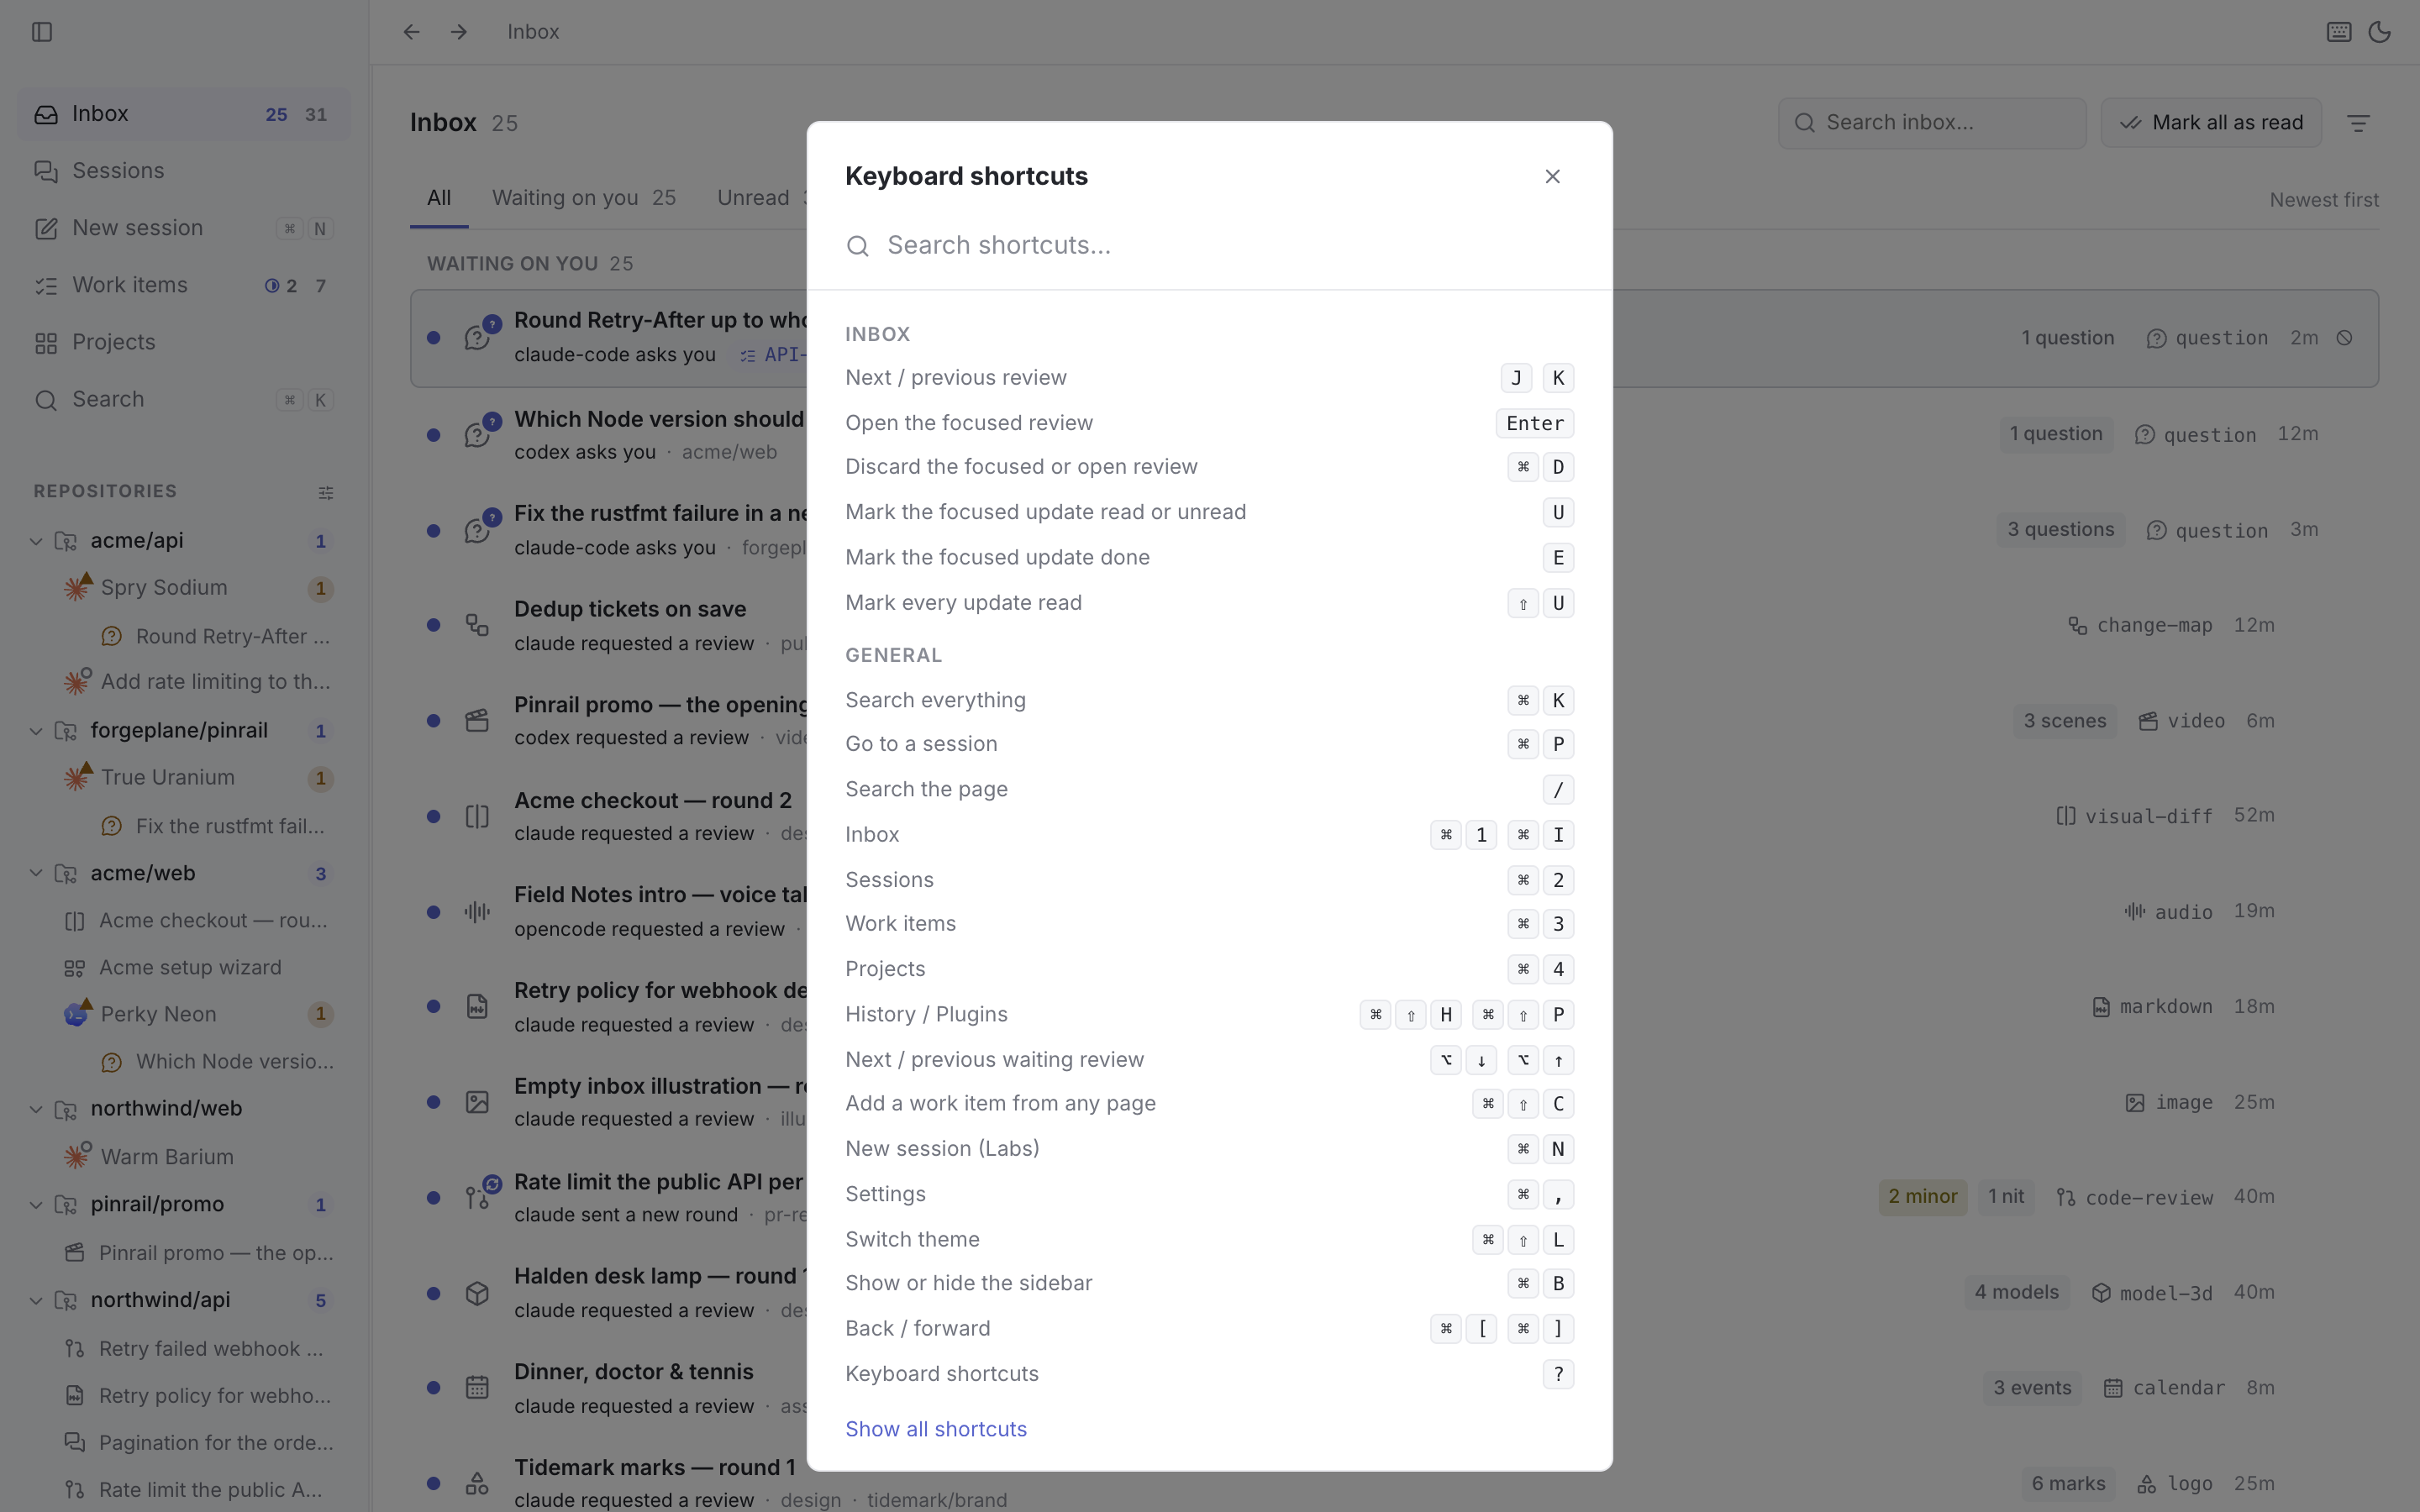 Inbox
Inbox 25 31
Sessions
New session ⌘ N
Work items 2 7
Projects
Search ⌘ K
REPOSITORIES
acme/api 1
Spry Sodium 1
Round Retry-After ...
Add rate limiting to th...
forgeplane/pinrail 1
True Uranium 1
Fix the rustfmt fail...
acme/web 3
Acme checkout — rou...
Acme setup wizard
Perky Neon 1
Which Node versio...
northwind/web
Warm Barium
pinrail/promo 1
Pinrail promo — the op...
northwind/api 5
Retry failed webhook ...
Retry policy for webho...
Pagination for the orde...
Rate limit the public A...
Inbox 25
Search inbox...
Mark all as read
All Waiting on you 25 Unread
Newest first
WAITING ON YOU 25
Round Retry-After up to
claude-code asks you
1 question question 2m
Which Node version should
codex asks you · acme/web
1 question question 12m
Fix the rustfmt failure in a
claude-code asks you ·
3 questions question 3m
Dedup tickets on save
claude requested a review ·
change-map 12m
Pinrail promo — the opening
codex requested a review ·
3 scenes video 6m
Acme checkout — round 2
claude requested a review ·
visual-diff 52m
Field Notes intro — voice
opencode requested a review ·
audio 19m
Retry policy for webhook
claude requested a review ·
markdown 18m
Empty inbox illustration —
claude requested a review ·
image 25m
Rate limit the public API per
claude sent a new round ·
2 minor 1 nit code-review 40m
Halden desk lamp — round
claude requested a review ·
4 models model-3d 40m
Dinner, doctor & tennis
claude requested a review ·
3 events calendar 8m
Tidemark marks — round 1
claude requested a review · design · tidemark/brand
6 marks logo 25m
Keyboard shortcuts
Search shortcuts...
INBOX
Next / previous review J K
Open the focused review Enter
Discard the focused or open review ⌘ D
Mark the focused update read or unread U
Mark the focused update done E
Mark every update read ⇧ U
GENERAL
Search everything ⌘ K
Go to a session ⌘ P
Search the page /
Inbox ⌘ 1 ⌘ I
Sessions ⌘ 2
Work items ⌘ 3
Projects ⌘ 4
History / Plugins ⌘ ⇧ H ⌘ ⇧ P
Next / previous waiting review ⌥ ↓ ⌥ ↑
Add a work item from any page ⌘ ⇧ C
New session (Labs) ⌘ N
Settings ⌘ ,
Switch theme ⌘ ⇧ L
Show or hide the sidebar ⌘ B
Back / forward ⌘ [ ⌘ ]
Keyboard shortcuts ?
Show all shortcuts